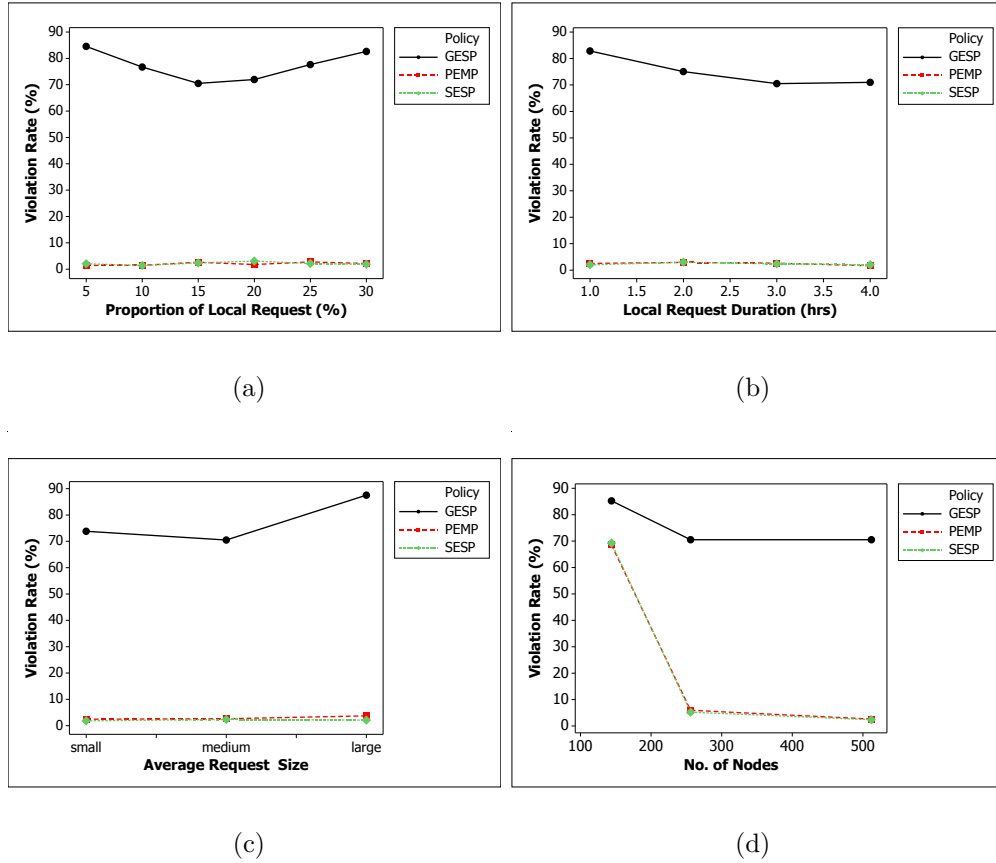 90
80
70
60
50
40
30
20
10
0
Violation Rate (%)
5 10 15 20 25 30
Proportion of Local Request (%)
Policy
GESP
PEMP
SESP
(a)
90
80
70
60
50
40
30
20
10
0
Violation Rate (%)
1.0 1.5 2.0 2.5 3.0 3.5 4.0
Local Request Duration (hrs)
Policy
GESP
PEMP
SESP
(b)
90
80
70
60
50
40
30
20
10
0
Violation Rate (%)
small medium large
Average Request Size
Policy
GESP
PEMP
SESP
(c)
90
80
70
60
50
40
30
20
10
0
Violation Rate (%)
100 200 300 400 500
No. of Nodes
Policy
GESP
PEMP
SESP
(d)